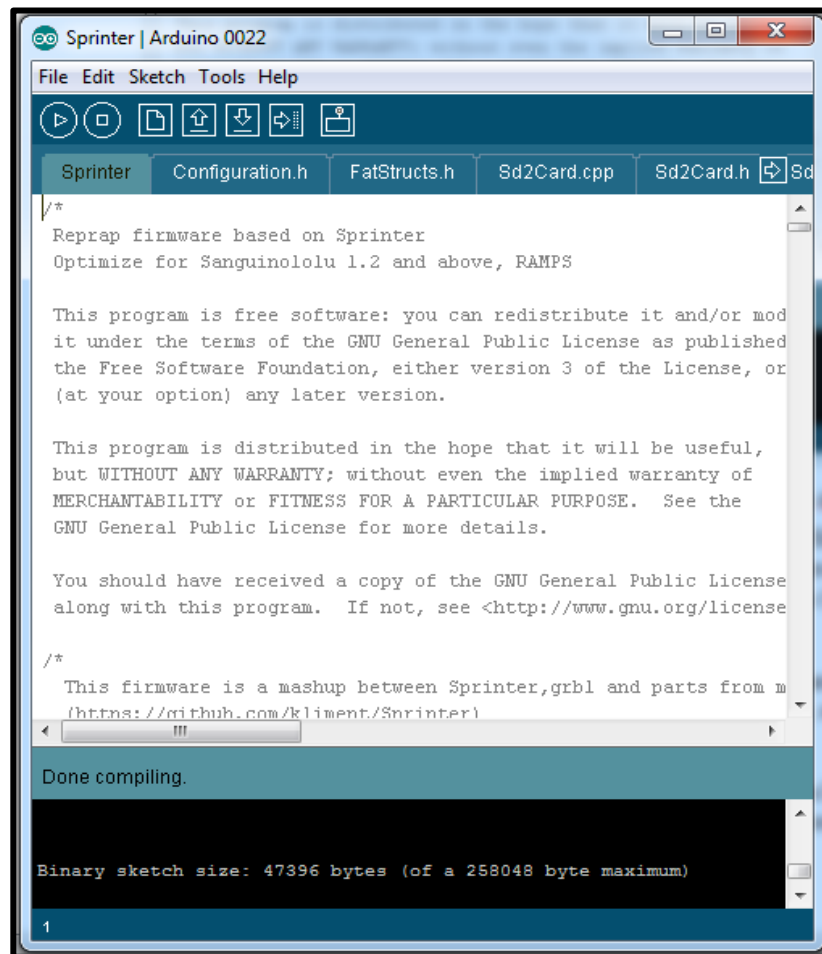 Sprinter | Arduino 0022
File Edit Sketch Tools Help
Sprinter Configuration.h FatStructs.h Sd2Card.cpp Sd2Card.h Sd
/*
Reprap firmware based on Sprinter
Optimize for Sanguinololu 1.2 and above, RAMPS
This program is free software: you can redistribute it and/or mod
it under the terms of the GNU General Public License as published
the Free Software Foundation, either version 3 of the License, or
(at your option) any later version.
This program is distributed in the hope that it will be useful,
but WITHOUT ANY WARRANTY; without even the implied warranty of
MERCHANTABILITY or FITNESS FOR A PARTICULAR PURPOSE.  See the
GNU General Public License for more details.
You should have received a copy of the GNU General Public License
along with this program.  If not, see <http://www.gnu.org/license
/*
This firmware is a mashup between Sprinter,grbl and parts from m
(https://github.com/kliment/Sprinter)
Done compiling.
Binary sketch size: 47396 bytes (of a 258048 byte maximum)
1